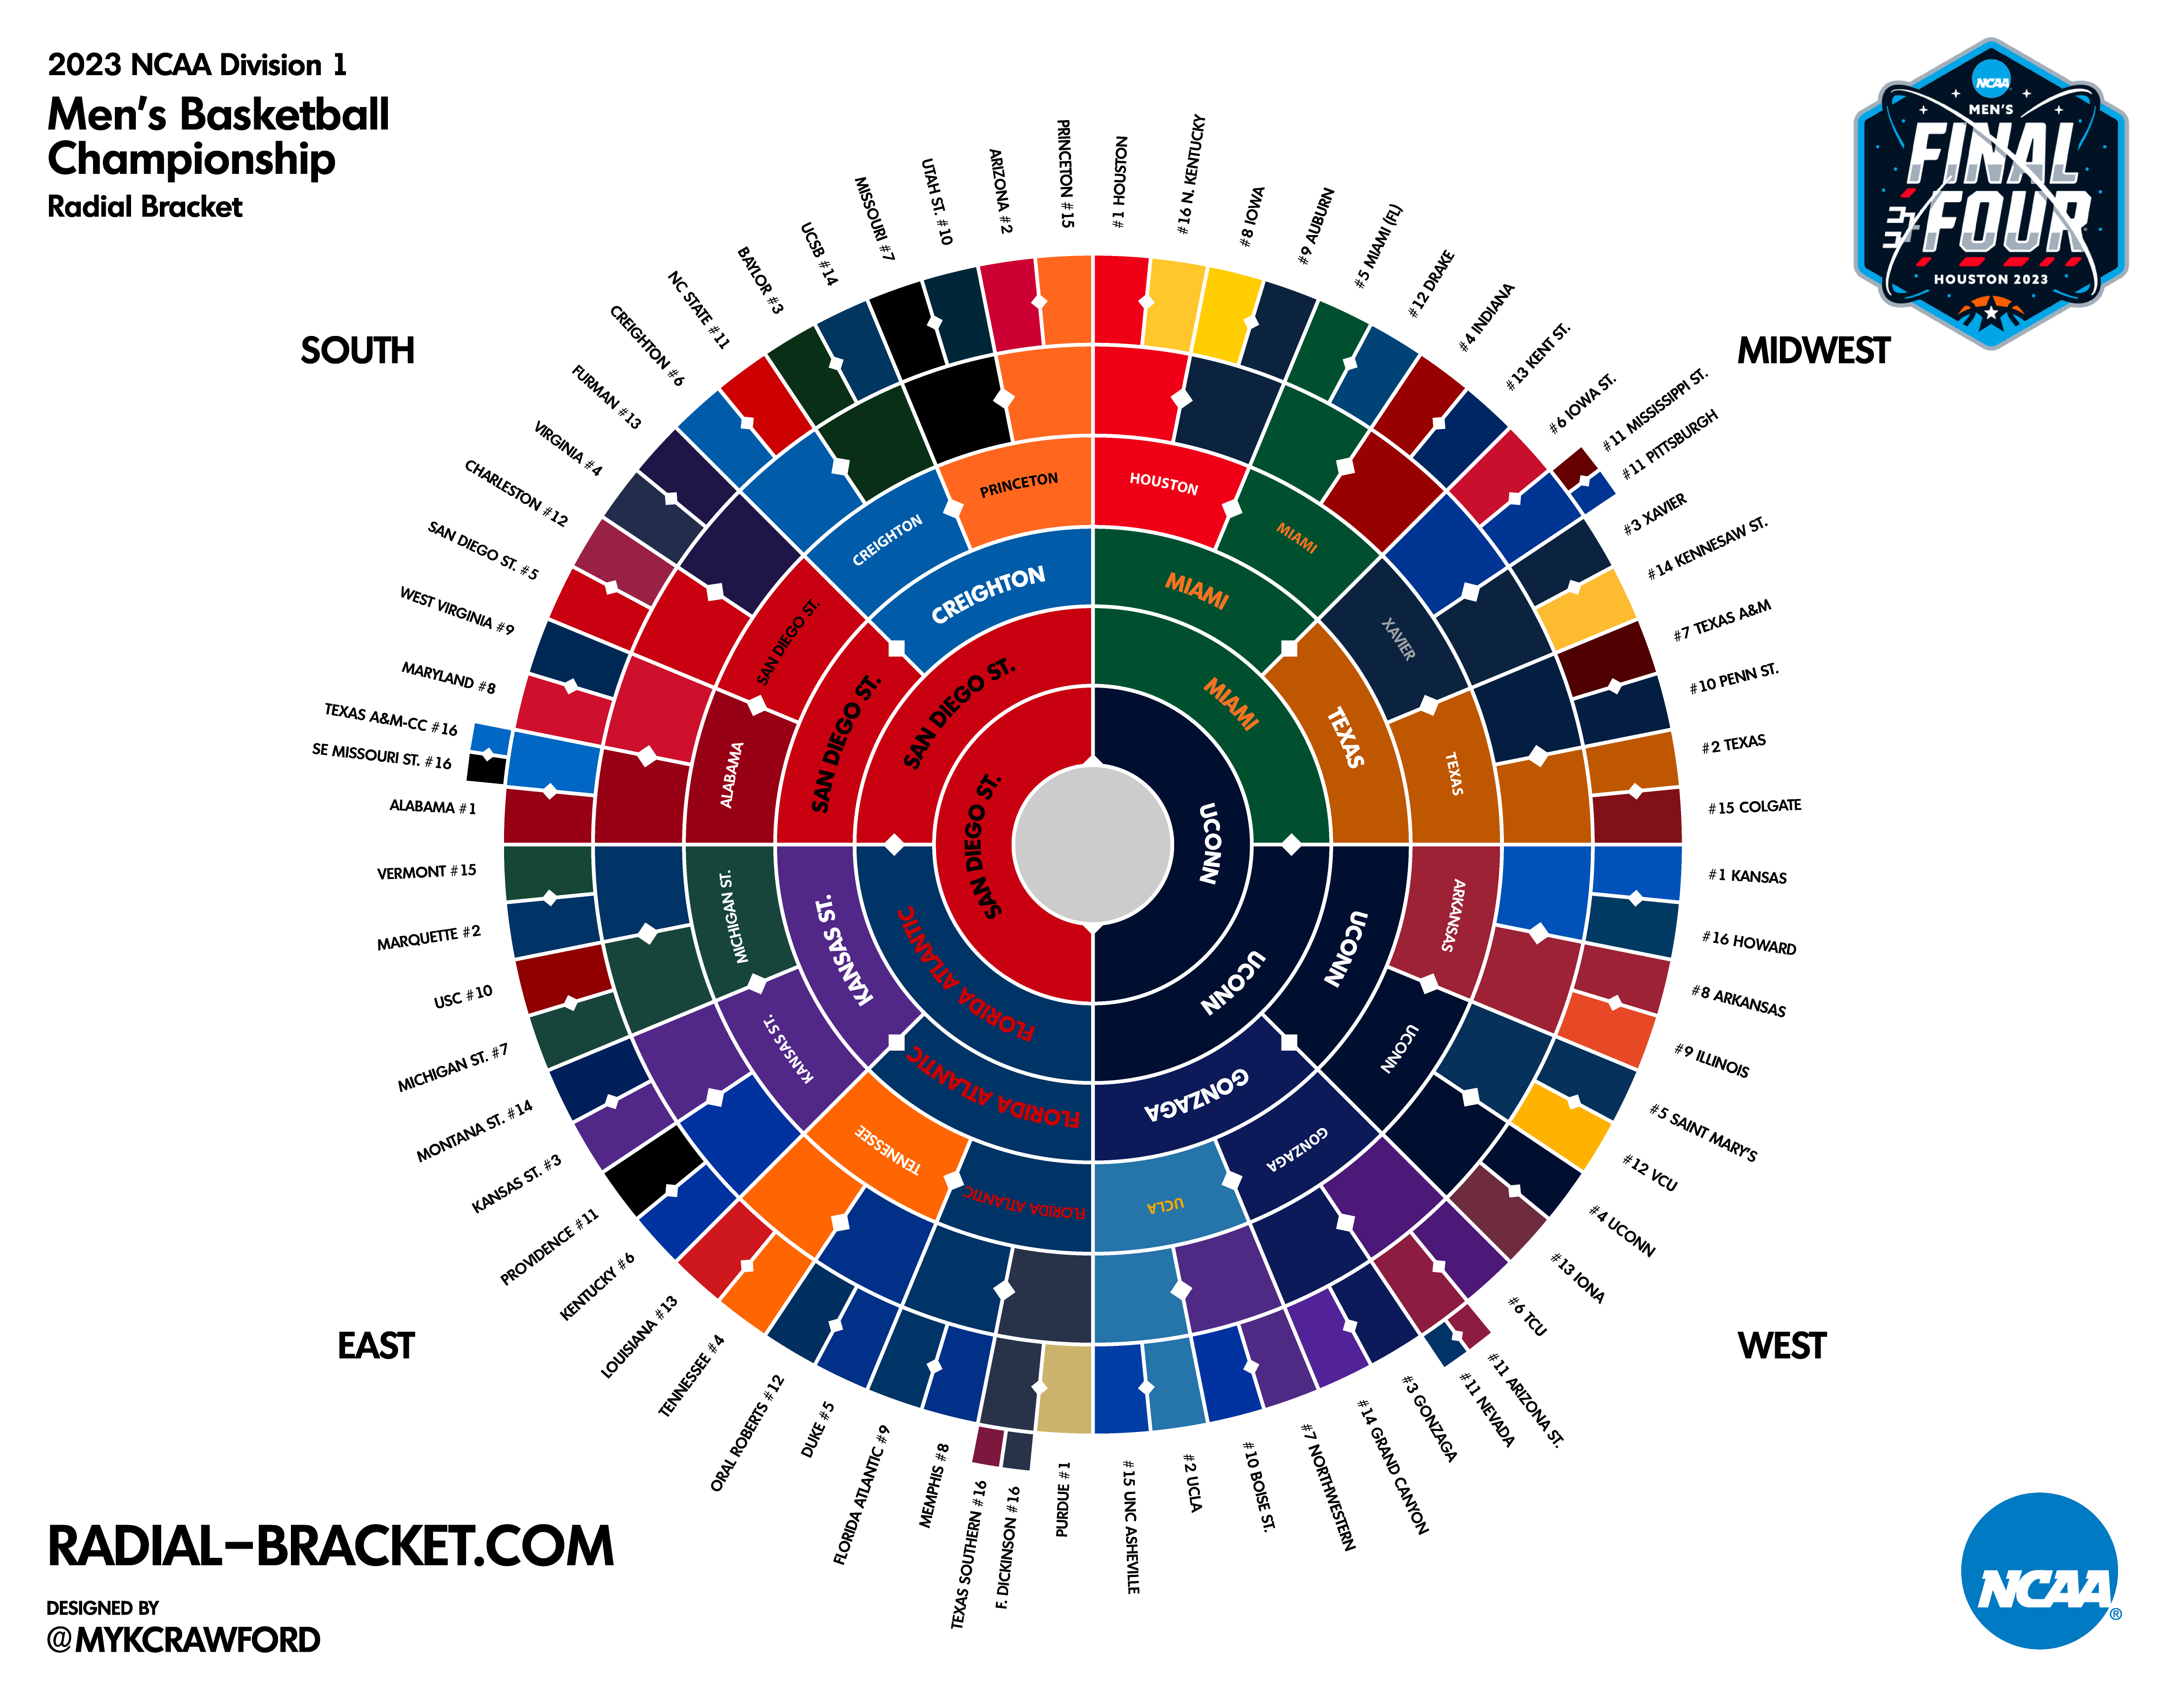 2023 NCAA Division 1
Men's Basketball
Championship
Radial Bracket
NCAA
MEN'S
FINAL
FOUR
HOUSTON 2023
SOUTH
MIDWEST
EAST
WEST
#1 HOUSTON
#16 N. KENTUCKY
#8 IOWA
#9 AUBURN
#5 MIAMI (FL)
#12 DRAKE
#4 INDIANA
#13 KENT ST.
#6 IOWA ST.
#11 MISSISSIPPI ST.
#11 PITTSBURGH
#3 XAVIER
#14 KENNESAW ST.
#7 TEXAS A&M
#10 PENN ST.
#2 TEXAS
#15 COLGATE
#1 KANSAS
#16 HOWARD
#8 ARKANSAS
#9 ILLINOIS
#5 SAINT MARY'S
#12 VCU
#4 UCONN
#13 IONA
#6 TCU
#11 ARIZONA ST.
#11 NEVADA
#3 GONZAGA
#14 GRAND CANYON
#7 NORTHWESTERN
#10 BOISE ST.
#2 UCLA
#15 UNC ASHEVILLE
PURDUE #1
F. DICKINSON #16
TEXAS SOUTHERN #16
MEMPHIS #8
FLORIDA ATLANTIC #9
DUKE #5
ORAL ROBERTS #12
TENNESSEE #4
LOUISIANA #13
KENTUCKY #6
PROVIDENCE #11
KANSAS ST. #3
MONTANA ST. #14
MICHIGAN ST. #7
USC #10
MARQUETTE #2
VERMONT #15
ALABAMA #1
SE MISSOURI ST. #16
TEXAS A&M-CC #16
MARYLAND #8
WEST VIRGINIA #9
SAN DIEGO ST. #5
CHARLESTON #12
VIRGINIA #4
FURMAN #13
CREIGHTON #6
NC STATE #11
BAYLOR #3
UCSB #14
MISSOURI #7
UTAH ST. #10
ARIZONA #2
PRINCETON #15
HOUSTON
MIAMI
XAVIER
TEXAS
ARKANSAS
UCONN
GONZAGA
UCLA
FLORIDA ATLANTIC
TENNESSEE
KANSAS ST.
MICHIGAN ST.
ALABAMA
SAN DIEGO ST.
CREIGHTON
PRINCETON
MIAMI
TEXAS
UCONN
GONZAGA
FLORIDA ATLANTIC
KANSAS ST.
SAN DIEGO ST.
CREIGHTON
MIAMI
UCONN
FLORIDA ATLANTIC
SAN DIEGO ST.
UCONN
SAN DIEGO ST.
RADIAL-BRACKET.COM
DESIGNED BY
@MYKCRAWFORD
NCAA®